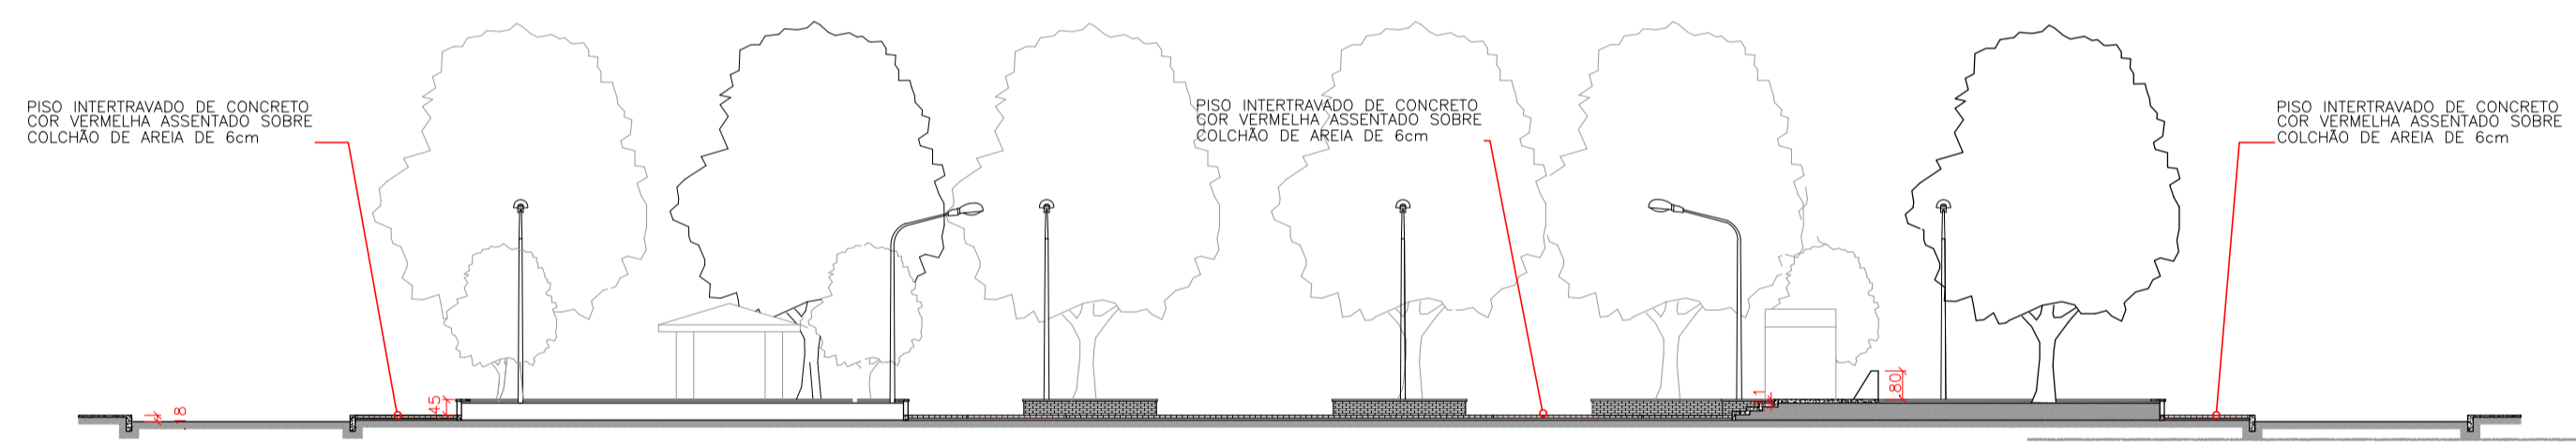 PISO INTERTRAVADO DE CONCRETO
COR VERMELHA ASSENTADO SOBRE
COLCHÃO DE AREIA DE 6cm
PISO INTERTRAVADO DE CONCRETO
COR VERMELHA ASSENTADO SOBRE
COLCHÃO DE AREIA DE 6cm
PISO INTERTRAVADO DE CONCRETO
COR VERMELHA ASSENTADO SOBRE
COLCHÃO DE AREIA DE 6cm
.18
.45
.80